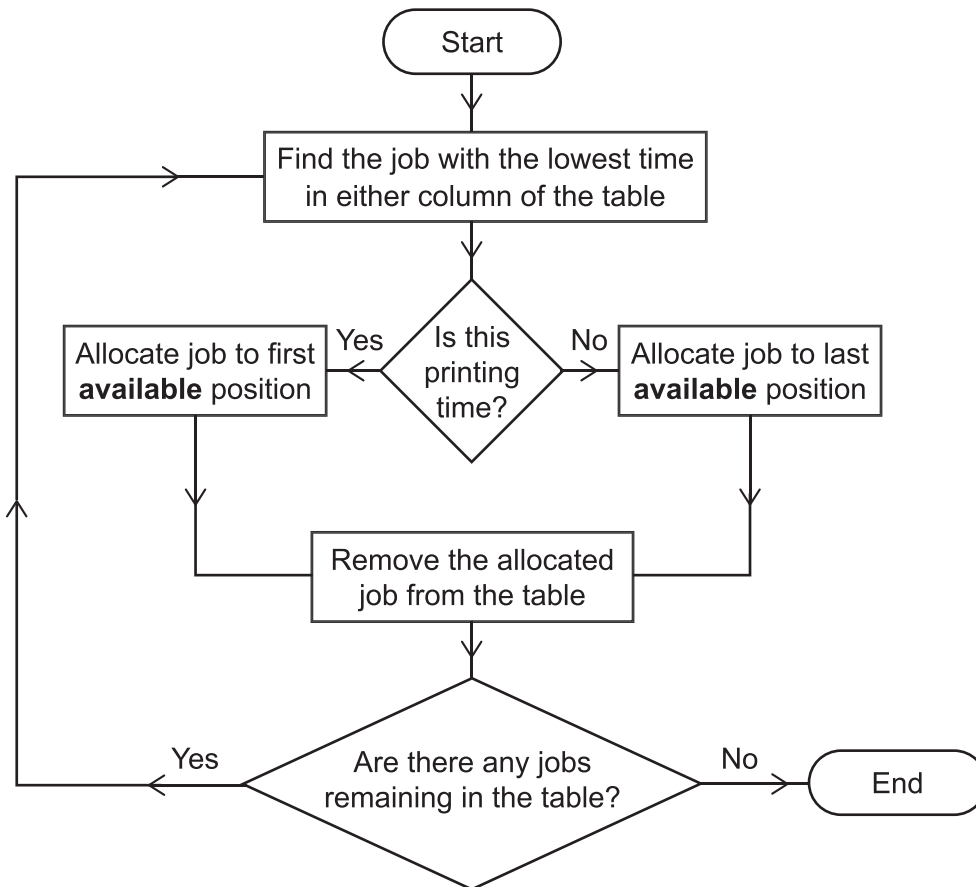 Start
Find the job with the lowest time
in either column of the table
Yes
Is this
printing
time?
No
Allocate job to first
available position
Allocate job to last
available position
Remove the allocated
job from the table
Yes
Are there any jobs
remaining in the table?
No
End